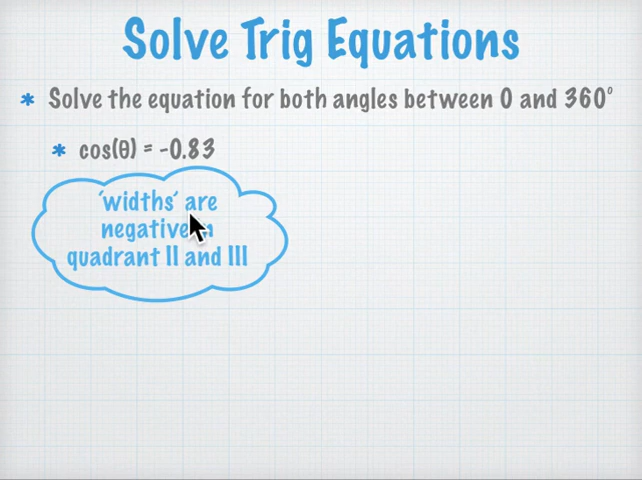 Solve Trig Equations
* Solve the equation for both angles between 0 and 360°
* cos(θ) = -0.83
'widths' are
negative
quadrant II and III